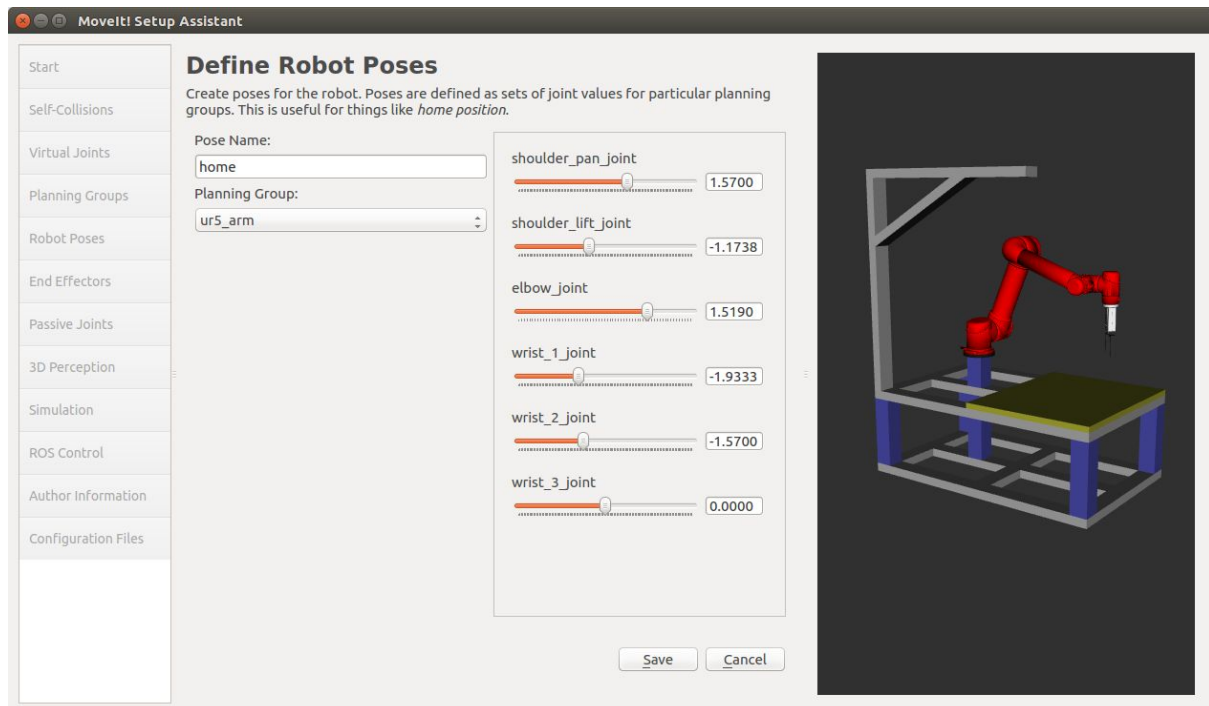 MoveIt! Setup Assistant
Start
Self-Collisions
Virtual Joints
Planning Groups
Robot Poses
End Effectors
Passive Joints
3D Perception
Simulation
ROS Control
Author Information
Configuration Files
Define Robot Poses
Create poses for the robot. Poses are defined as sets of joint values for particular planning
groups. This is useful for things like home position.
Pose Name:
home
Planning Group:
ur5_arm
shoulder_pan_joint
1.5700
shoulder_lift_joint
-1.1738
elbow_joint
1.5190
wrist_1_joint
-1.9333
wrist_2_joint
-1.5700
wrist_3_joint
0.0000
Save
Cancel